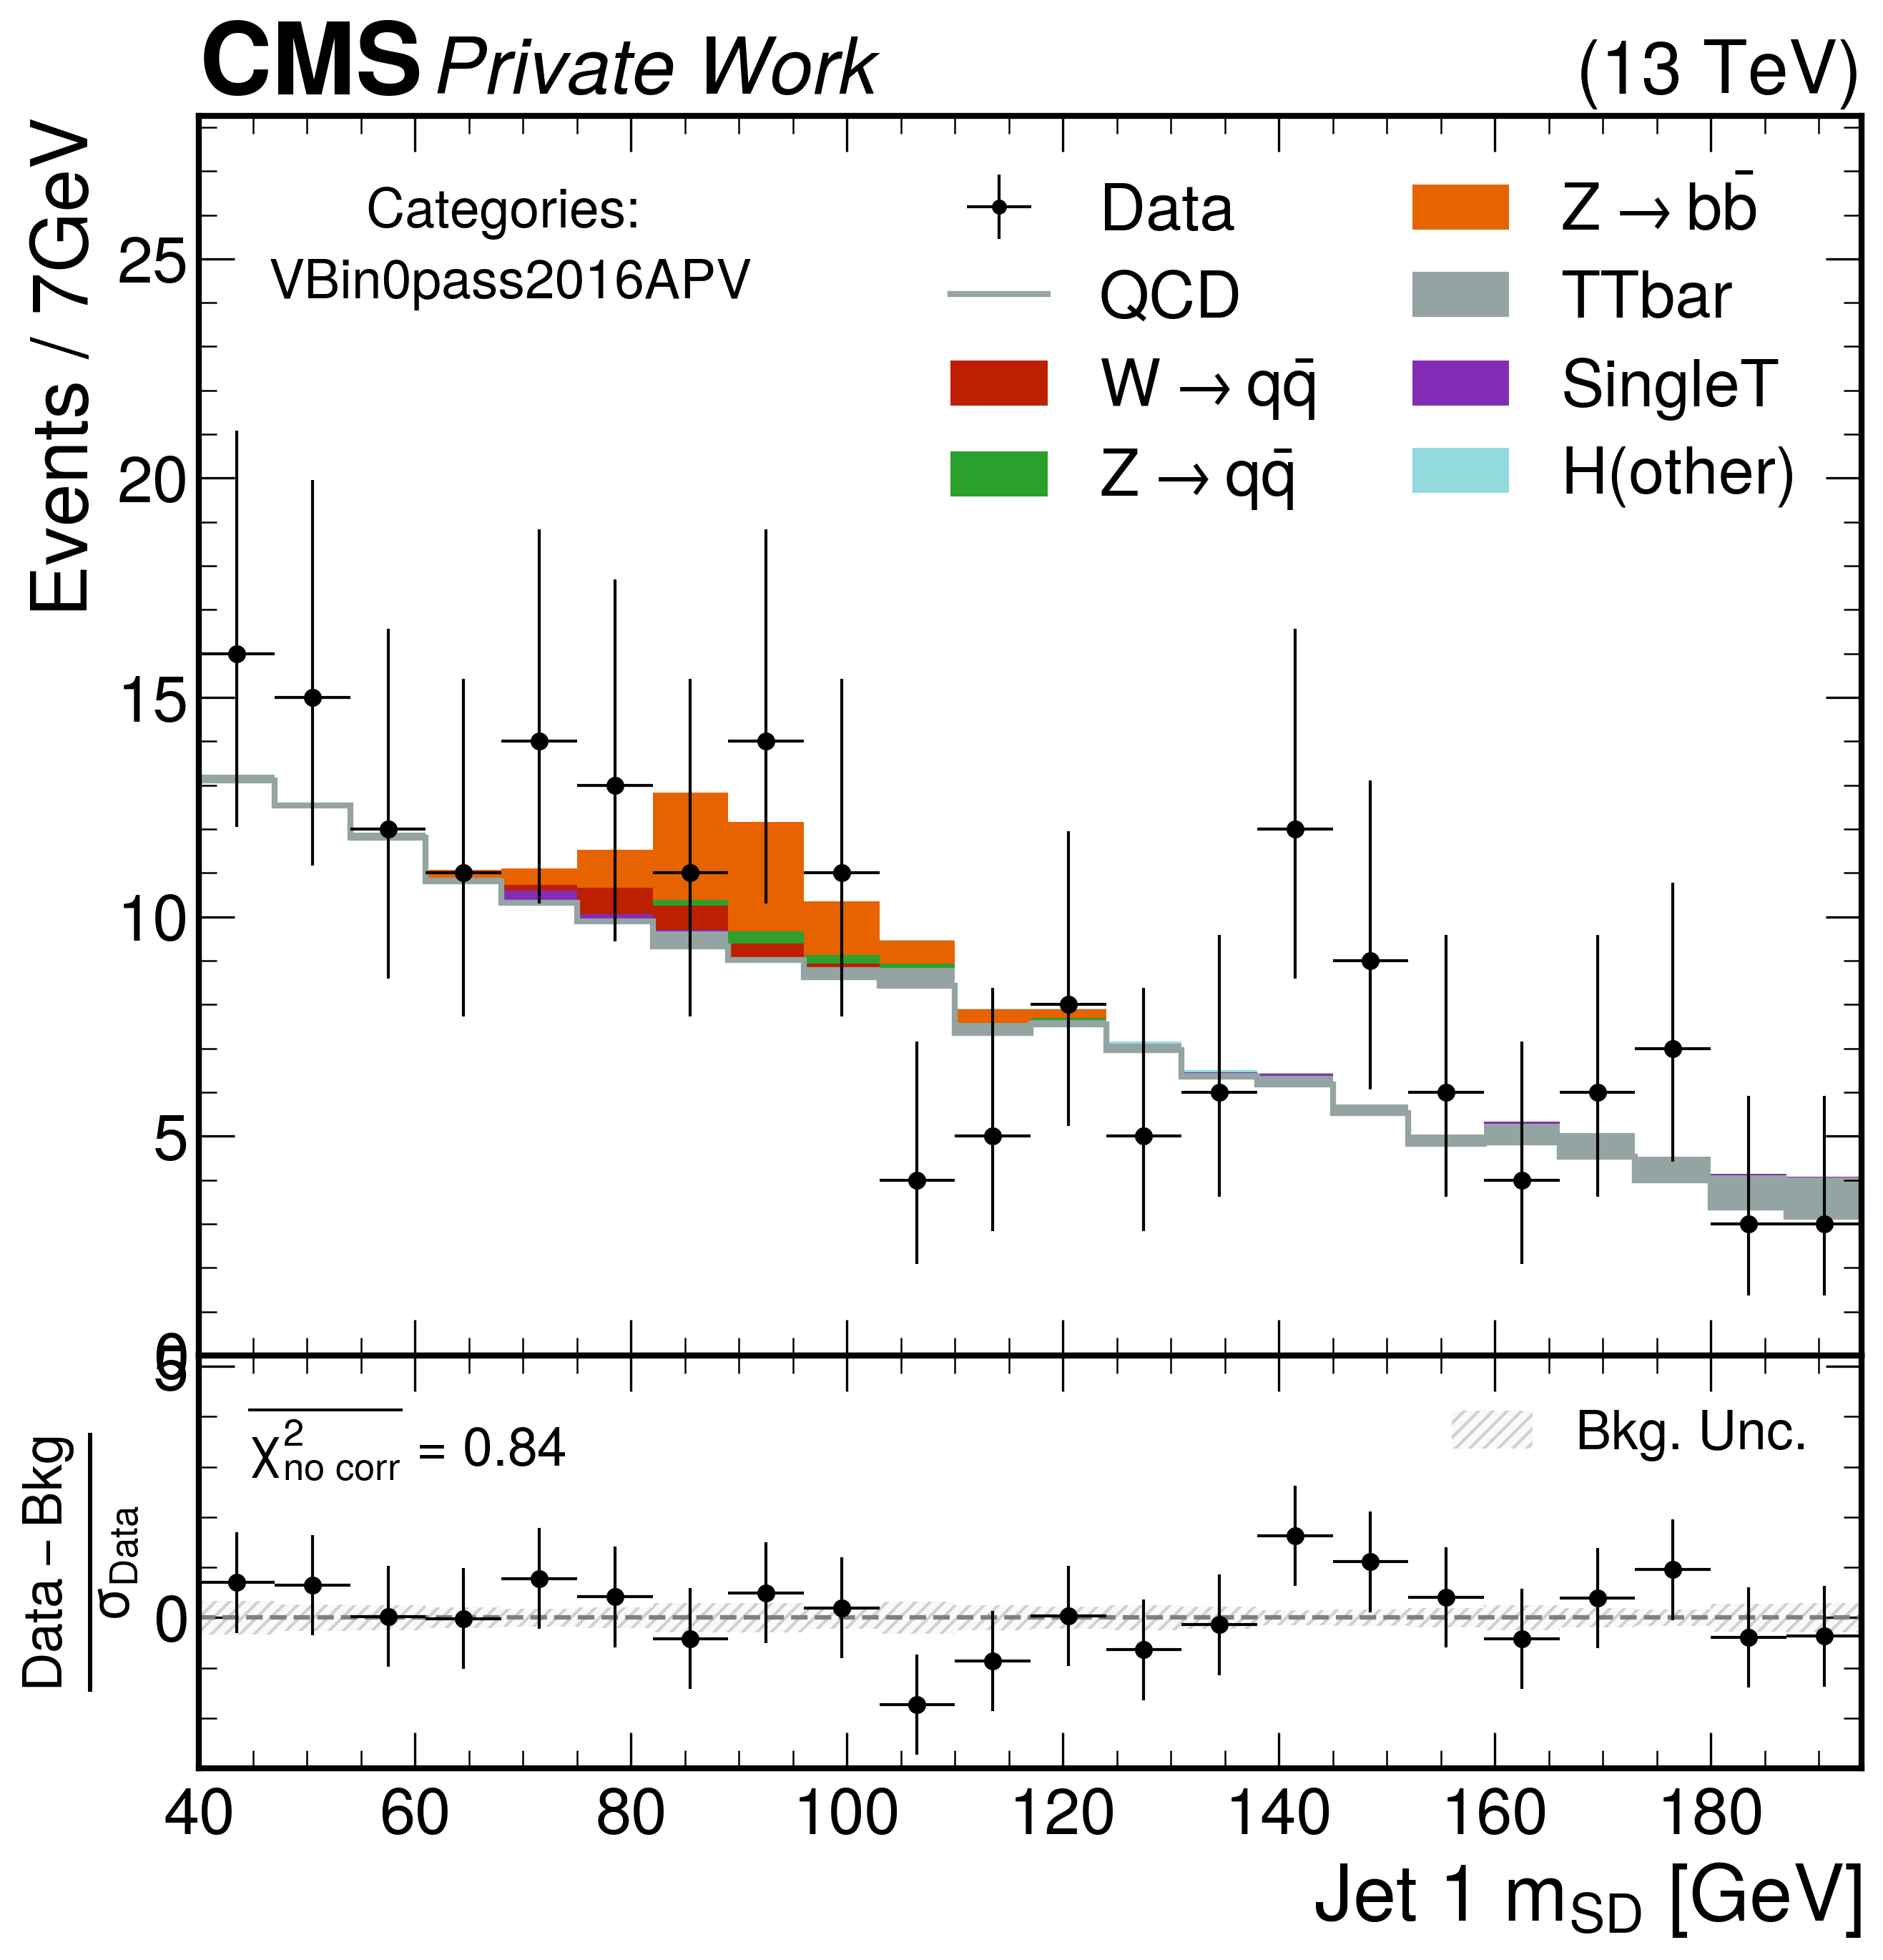 CMS Private Work (13 TeV)
Events / 7GeV
Categories:
VBin0pass2016APV
Data
QCD
W → qq̄
Z → qq̄
Z → bb̄
TTbar
SingleT
H(other)
25
20
15
10
5
0
5
0
Data − Bkg
σData
χ²no corr = 0.84
Bkg. Unc.
40 60 80 100 120 140 160 180
Jet 1 mSD [GeV]